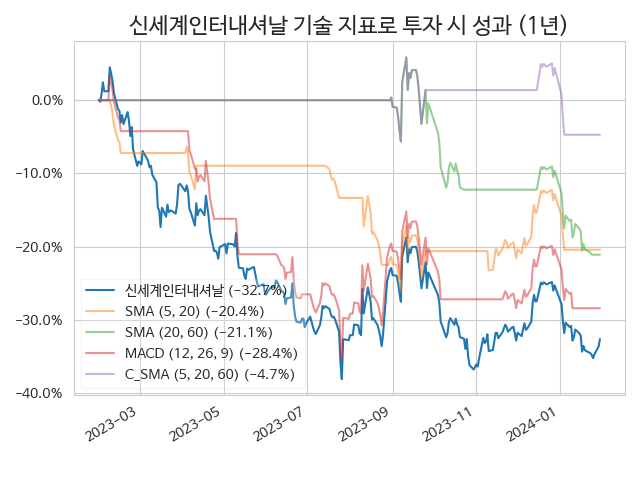 신세계인터내셔날 기술 지표로 투자 시 성과 (1년)
0.0%
−10.0%
−20.0%
−30.0%
−40.0%
신세계인터내셔날 (−32.7%)
SMA (5, 20) (−20.4%)
SMA (20, 60) (−21.1%)
MACD (12, 26, 9) (−28.4%)
C_SMA (5, 20, 60) (−4.7%)
2023−03
2023−05
2023−07
2023−09
2023−11
2024−01